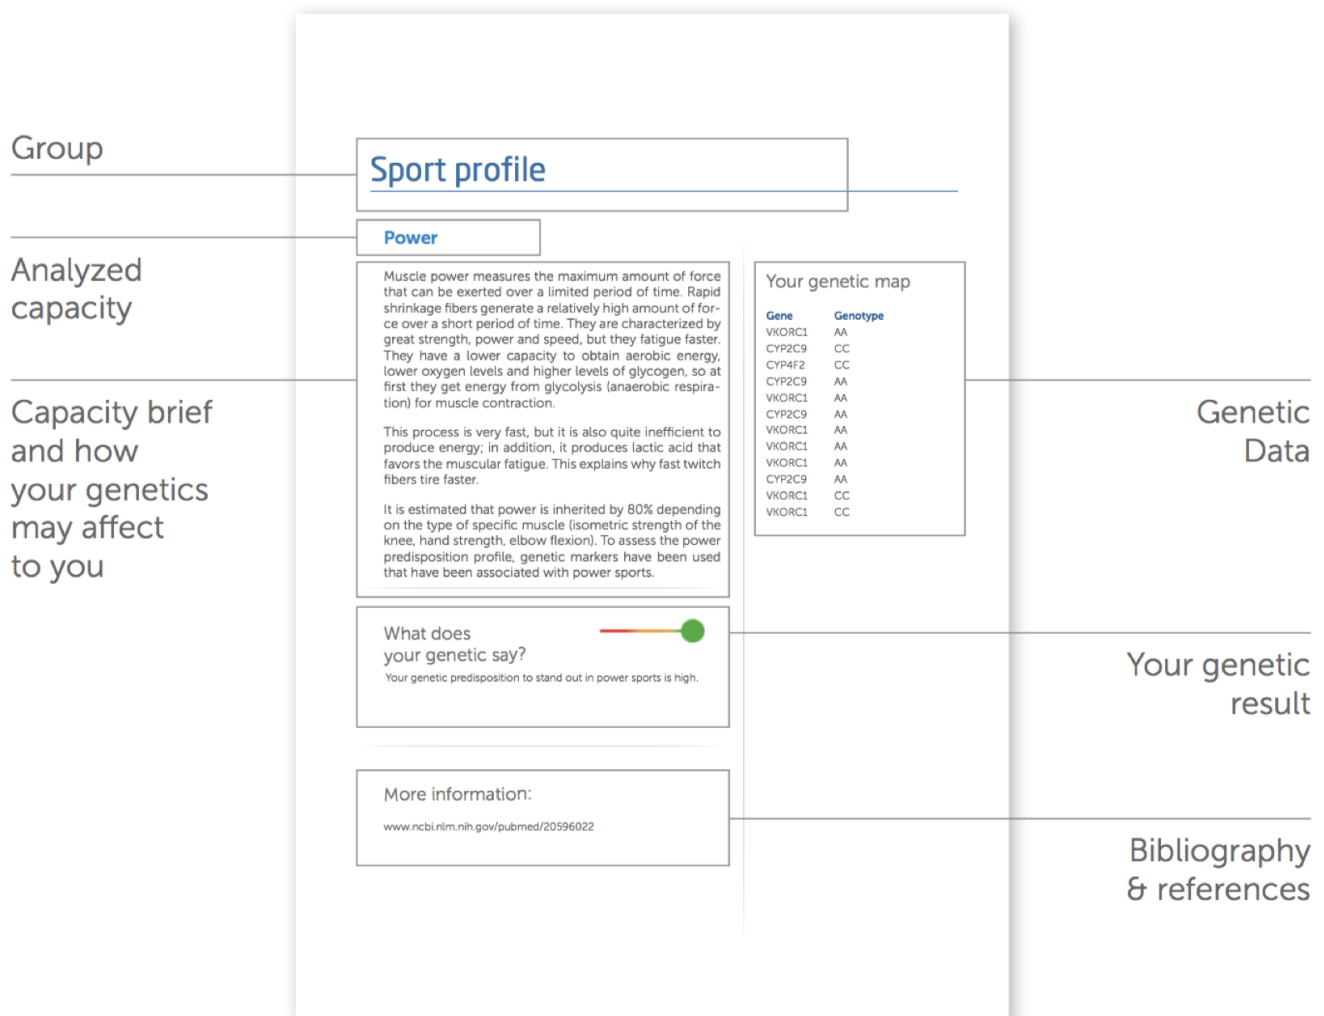 Group
Analyzed
capacity
Capacity brief
and how
your genetics
may affect
to you
Sport profile
Power
Muscle power measures the maximum amount of force
that can be exerted over a limited period of time. Rapid
shrinkage fibers generate a relatively high amount of for-
ce over a short period of time. They are characterized by
great strength, power and speed, but they fatigue faster.
They have a lower capacity to obtain aerobic energy,
lower oxygen levels and higher levels of glycogen, so at
first they get energy from glycolysis (anaerobic respira-
tion) for muscle contraction.
This process is very fast, but it is also quite inefficient to
produce energy; in addition, it produces lactic acid that
favors the muscular fatigue. This explains why fast twitch
fibers tire faster.
It is estimated that power is inherited by 80% depending
on the type of specific muscle (isometric strength of the
knee, hand strength, elbow flexion). To assess the power
predisposition profile, genetic markers have been used
that have been associated with power sports.
What does
your genetic say?
Your genetic predisposition to stand out in power sports is high.
More information:
www.ncbi.nlm.nih.gov/pubmed/20596022
Your genetic map
Gene Genotype
VKORC1 AA
CYP2C9 CC
CYP4F2 CC
CYP2C9 AA
VKORC1 AA
CYP2C9 AA
VKORC1 AA
VKORC1 AA
VKORC1 AA
CYP2C9 AA
VKORC1 CC
VKORC1 CC
Genetic
Data
Your genetic
result
Bibliography
& references